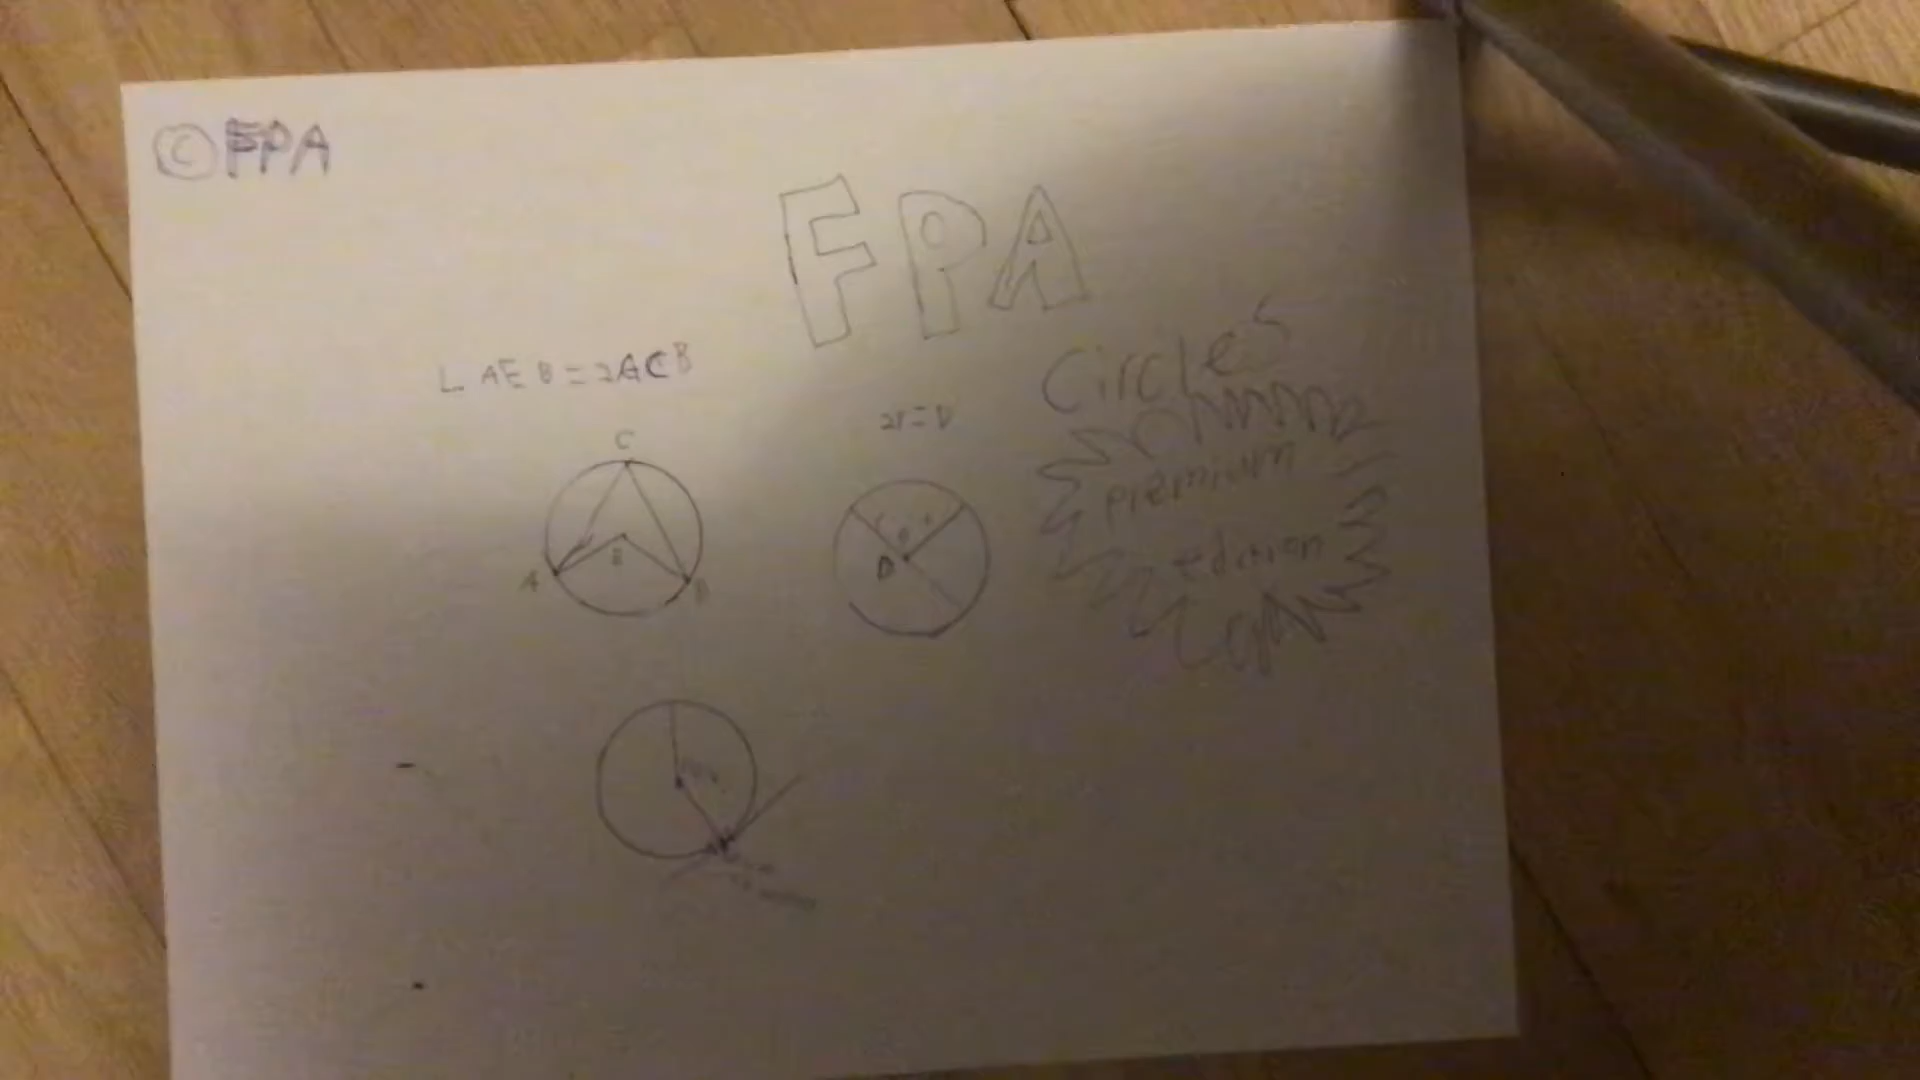 © FPA
FPA
Circles
premium
edition
∠ AEB = 2ACB
2r=D
C
E
A
B
r
r
D